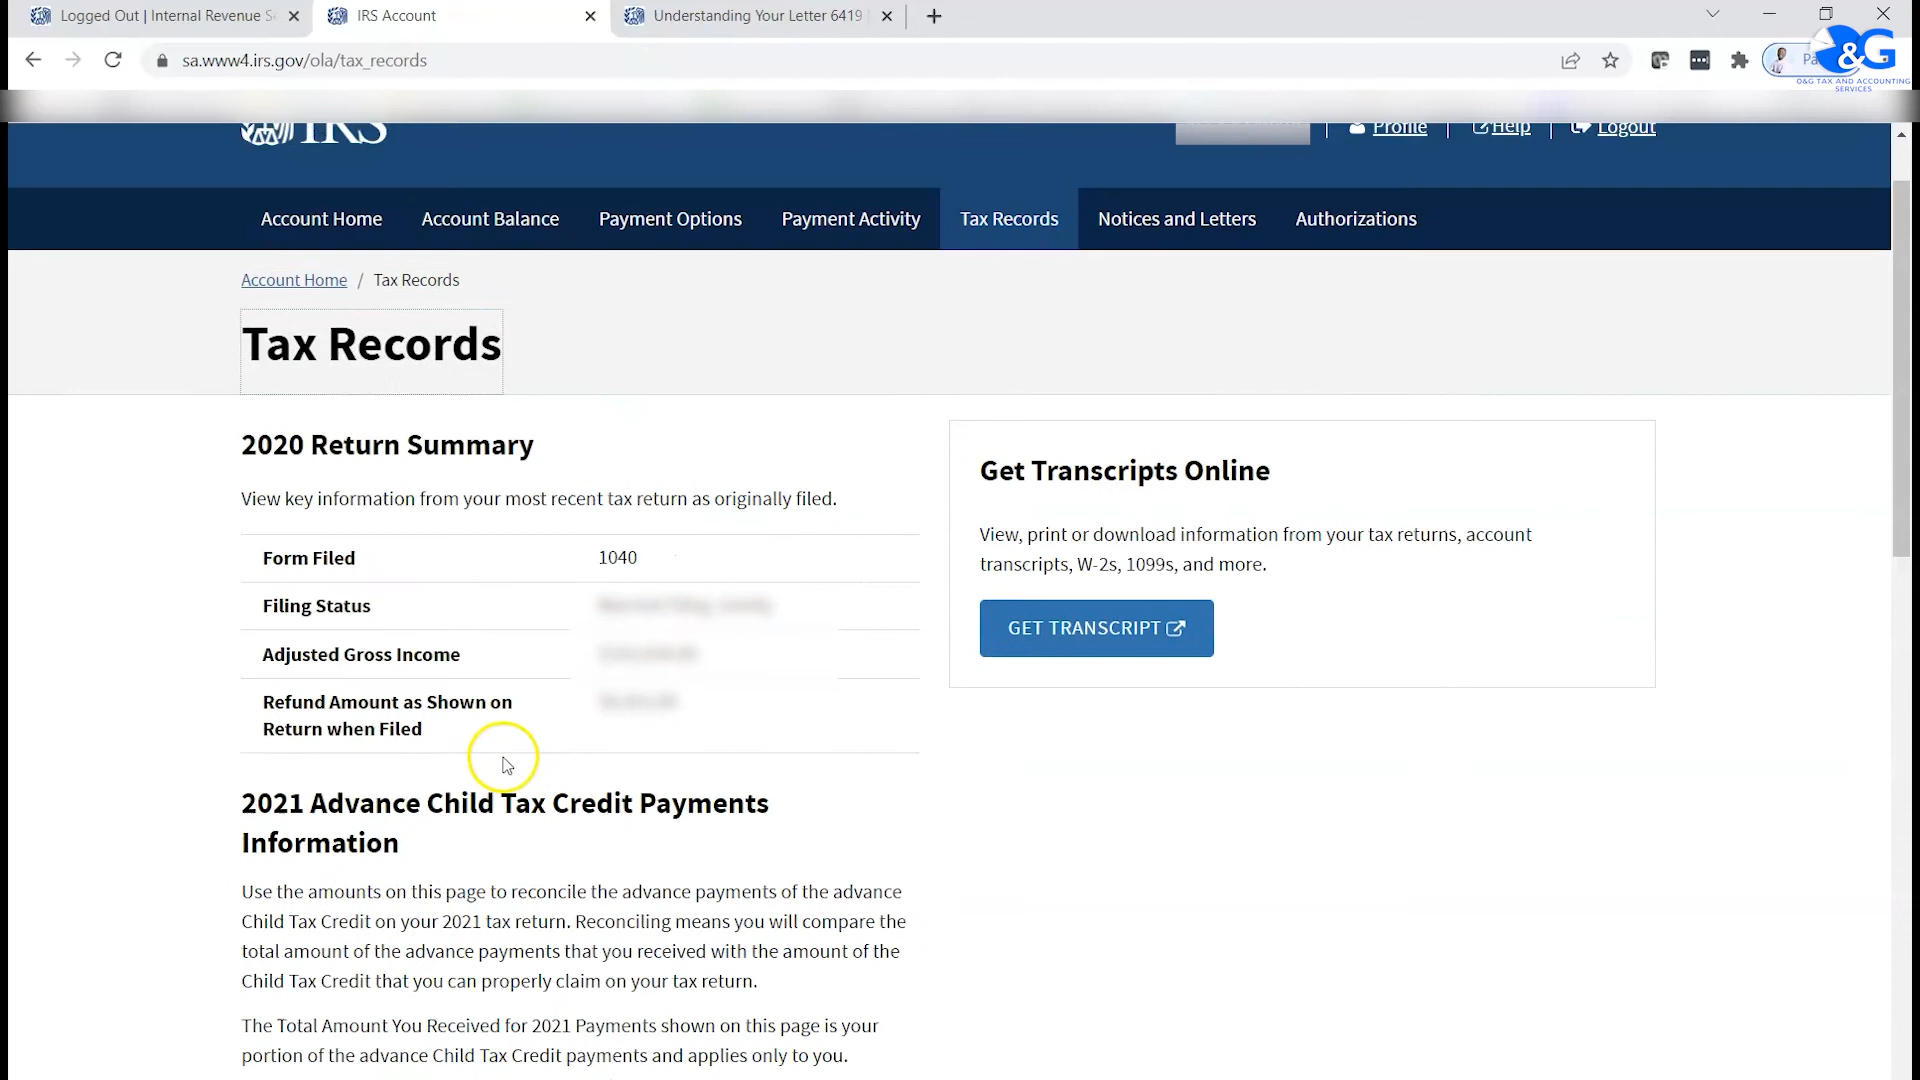 Logged Out | Internal Revenue S
IRS Account
Understanding Your Letter 6419
sa.www4.irs.gov/ola/tax_records
&G
O&G TAX AND ACCOUNTING
SERVICES
IRS
Profile
Help
Logout
Account Home
Account Balance
Payment Options
Payment Activity
Tax Records
Notices and Letters
Authorizations
Account Home / Tax Records
Tax Records
2020 Return Summary
View key information from your most recent tax return as originally filed.
Form Filed 1040
Filing Status
Adjusted Gross Income
Refund Amount as Shown on
Return when Filed
2021 Advance Child Tax Credit Payments
Information
Use the amounts on this page to reconcile the advance payments of the advance
Child Tax Credit on your 2021 tax return. Reconciling means you will compare the
total amount of the advance payments that you received with the amount of the
Child Tax Credit that you can properly claim on your tax return.
The Total Amount You Received for 2021 Payments shown on this page is your
portion of the advance Child Tax Credit payments and applies only to you.
Get Transcripts Online
View, print or download information from your tax returns, account
transcripts, W-2s, 1099s, and more.
GET TRANSCRIPT